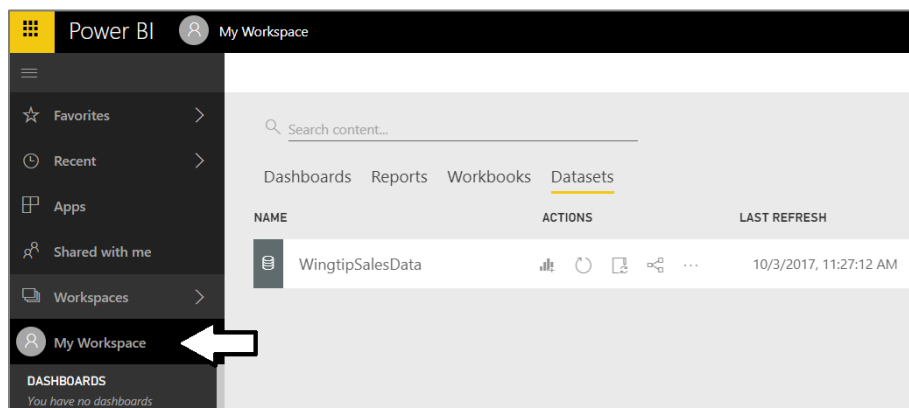 Power BI My Workspace
Favorites
Recent
Apps
Shared with me
Workspaces
My Workspace
DASHBOARDS
You have no dashboards
Search content...
Dashboards Reports Workbooks Datasets
NAME ACTIONS LAST REFRESH
WingtipSalesData 10/3/2017, 11:27:12 AM